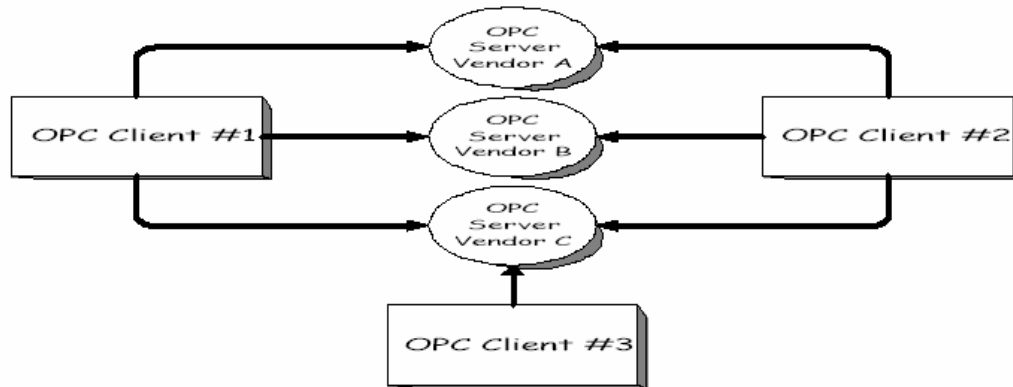 OPC
Server
Vendor A
OPC Client #1
OPC
Server
Vendor B
OPC Client #2
OPC
Server
Vendor C
OPC Client #3